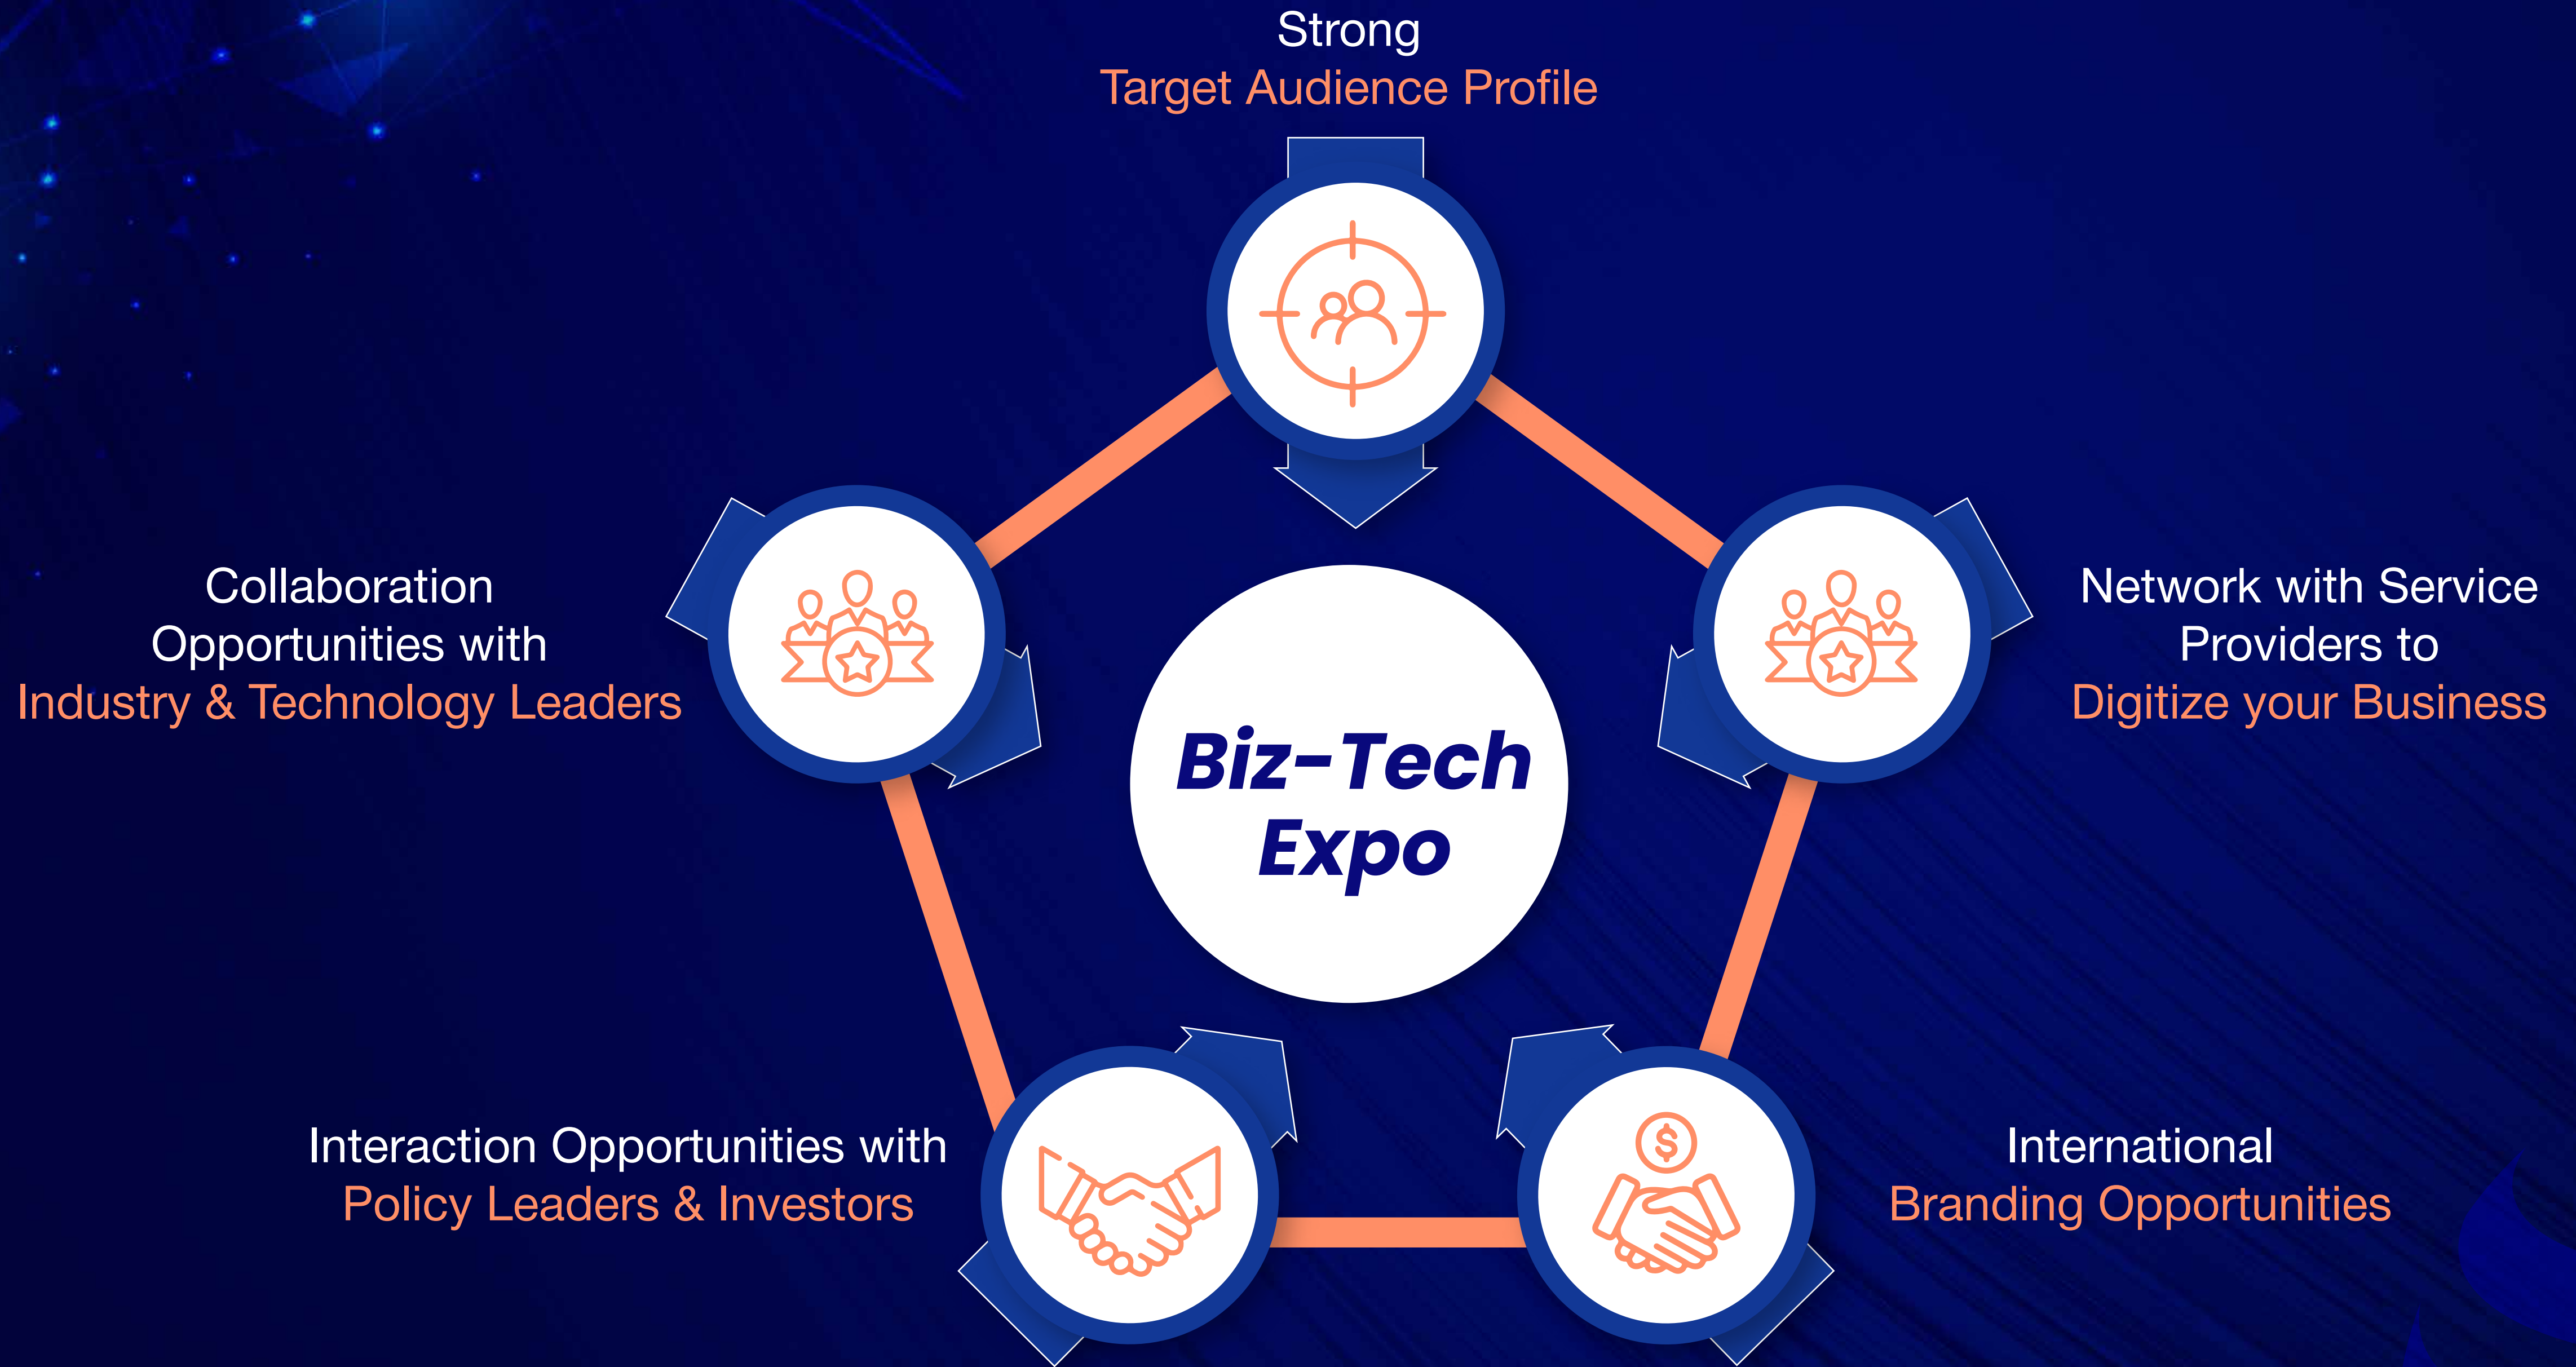 Strong
Target Audience Profile
Collaboration
Opportunities with
Industry & Technology Leaders
Network with Service
Providers to
Digitize your Business
Biz-Tech
Expo
Interaction Opportunities with
Policy Leaders & Investors
International
Branding Opportunities
$